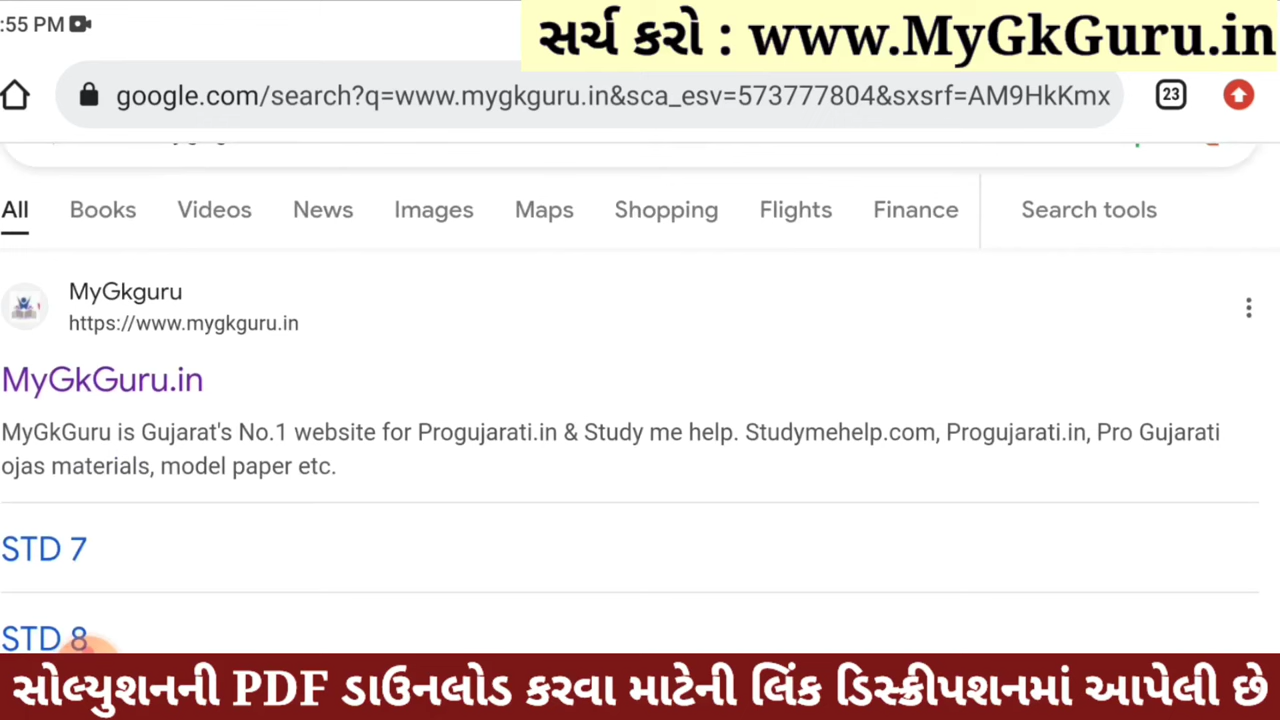 :55 PM
સર્ચ કરો : www.MyGkGuru.in
google.com/search?q=www.mygkguru.in&sca_esv=573777804&sxsrf=AM9HkKmx
23
All Books Videos News Images Maps Shopping Flights Finance Search tools
MyGkguru
https://www.mygkguru.in
MyGkGuru.in
MyGkGuru is Gujarat's No.1 website for Progujarati.in & Study me help. Studymehelp.com, Progujarati.in, Pro Gujarati
ojas materials, model paper etc.
STD 7
STD 8
સોલ્યુશનની PDF ડાઉનલોડ કરવા માટેની લિંક ડિસ્ક્રીપશનમાં આપેલી છે